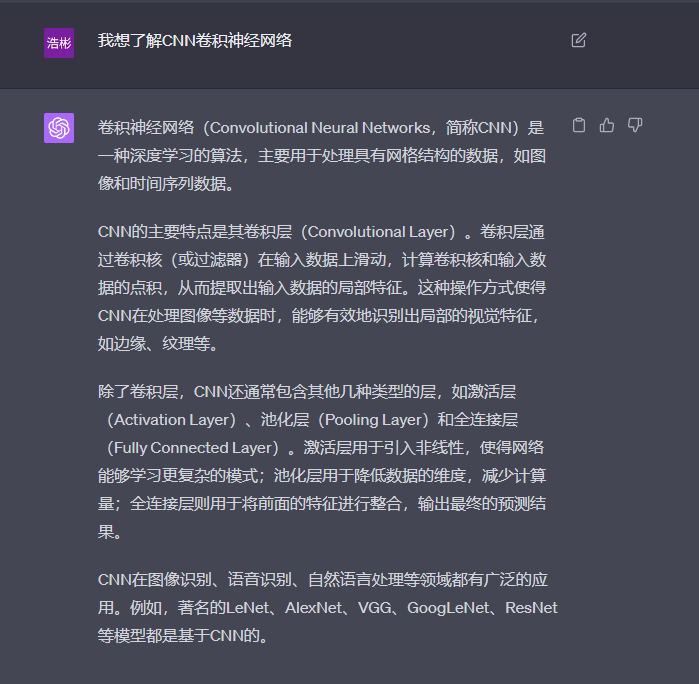 浩彬
我想了解CNN卷积神经网络
卷积神经网络（Convolutional Neural Networks，简称CNN）是
一种深度学习的算法，主要用于处理具有网格结构的数据，如图
像和时间序列数据。
CNN的主要特点是其卷积层（Convolutional Layer）。卷积层通
过卷积核（或过滤器）在输入数据上滑动，计算卷积核和输入数
据的点积，从而提取出输入数据的局部特征。这种操作方式使得
CNN在处理图像等数据时，能够有效地识别出局部的视觉特征，
如边缘、纹理等。
除了卷积层，CNN还通常包含其他几种类型的层，如激活层
（Activation Layer）、池化层（Pooling Layer）和全连接层
（Fully Connected Layer）。激活层用于引入非线性，使得网络
能够学习更复杂的模式；池化层用于降低数据的维度，减少计算
量；全连接层则用于将前面的特征进行整合，输出最终的预测结
果。
CNN在图像识别、语音识别、自然语言处理等领域都有广泛的应
用。例如，著名的LeNet、AlexNet、VGG、GoogLeNet、ResNet
等模型都是基于CNN的。